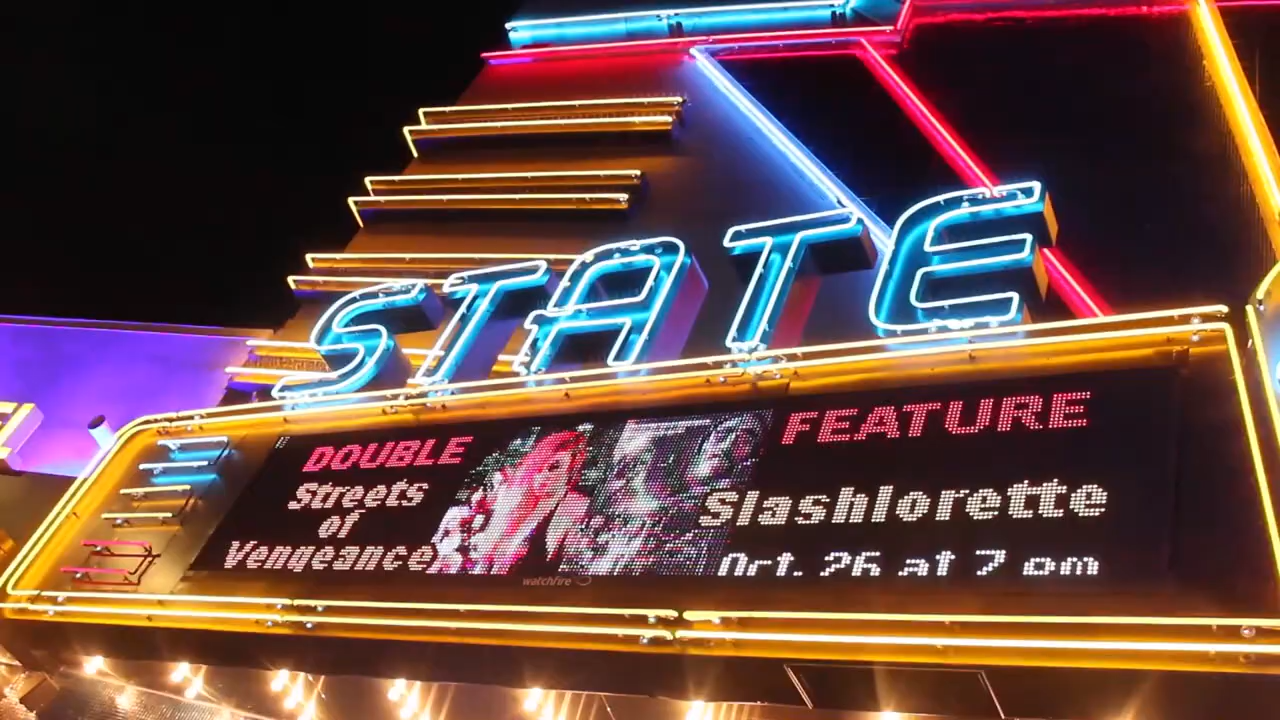 STATE
DOUBLE FEATURE
Streets
of
Vengeance
Slashlorette
Oct. 26 at 7 pm
watchfire